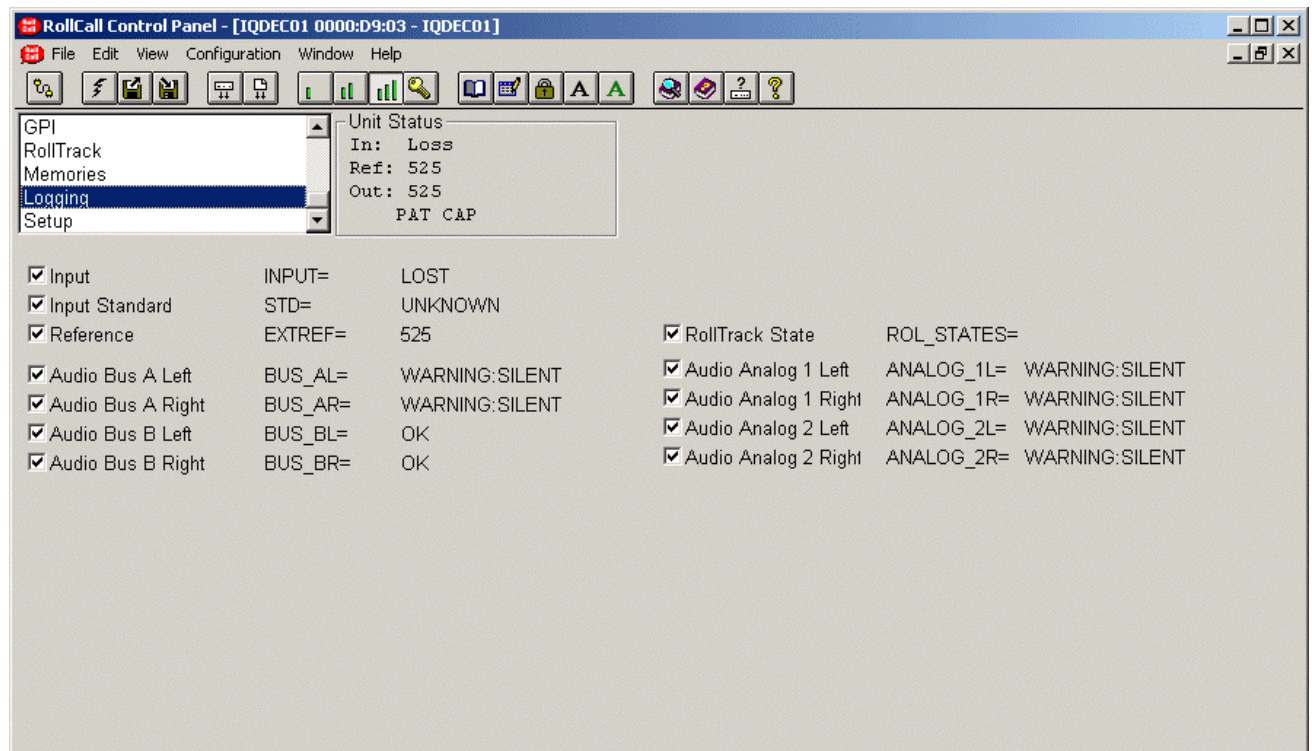 RollCall Control Panel - [IQDEC01 0000:D9:03 - IQDEC01]
File Edit View Configuration Window Help
A A ? ?
GPI
RollTrack
Memories
Logging
Setup
Unit Status
In: Loss
Ref: 525
Out: 525
PAT CAP
Input INPUT= LOST
Input Standard STD= UNKNOWN
Reference EXTREF= 525
Audio Bus A Left BUS_AL= WARNING:SILENT
Audio Bus A Right BUS_AR= WARNING:SILENT
Audio Bus B Left BUS_BL= OK
Audio Bus B Right BUS_BR= OK
RollTrack State ROL_STATES=
Audio Analog 1 Left ANALOG_1L= WARNING:SILENT
Audio Analog 1 Right ANALOG_1R= WARNING:SILENT
Audio Analog 2 Left ANALOG_2L= WARNING:SILENT
Audio Analog 2 Right ANALOG_2R= WARNING:SILENT